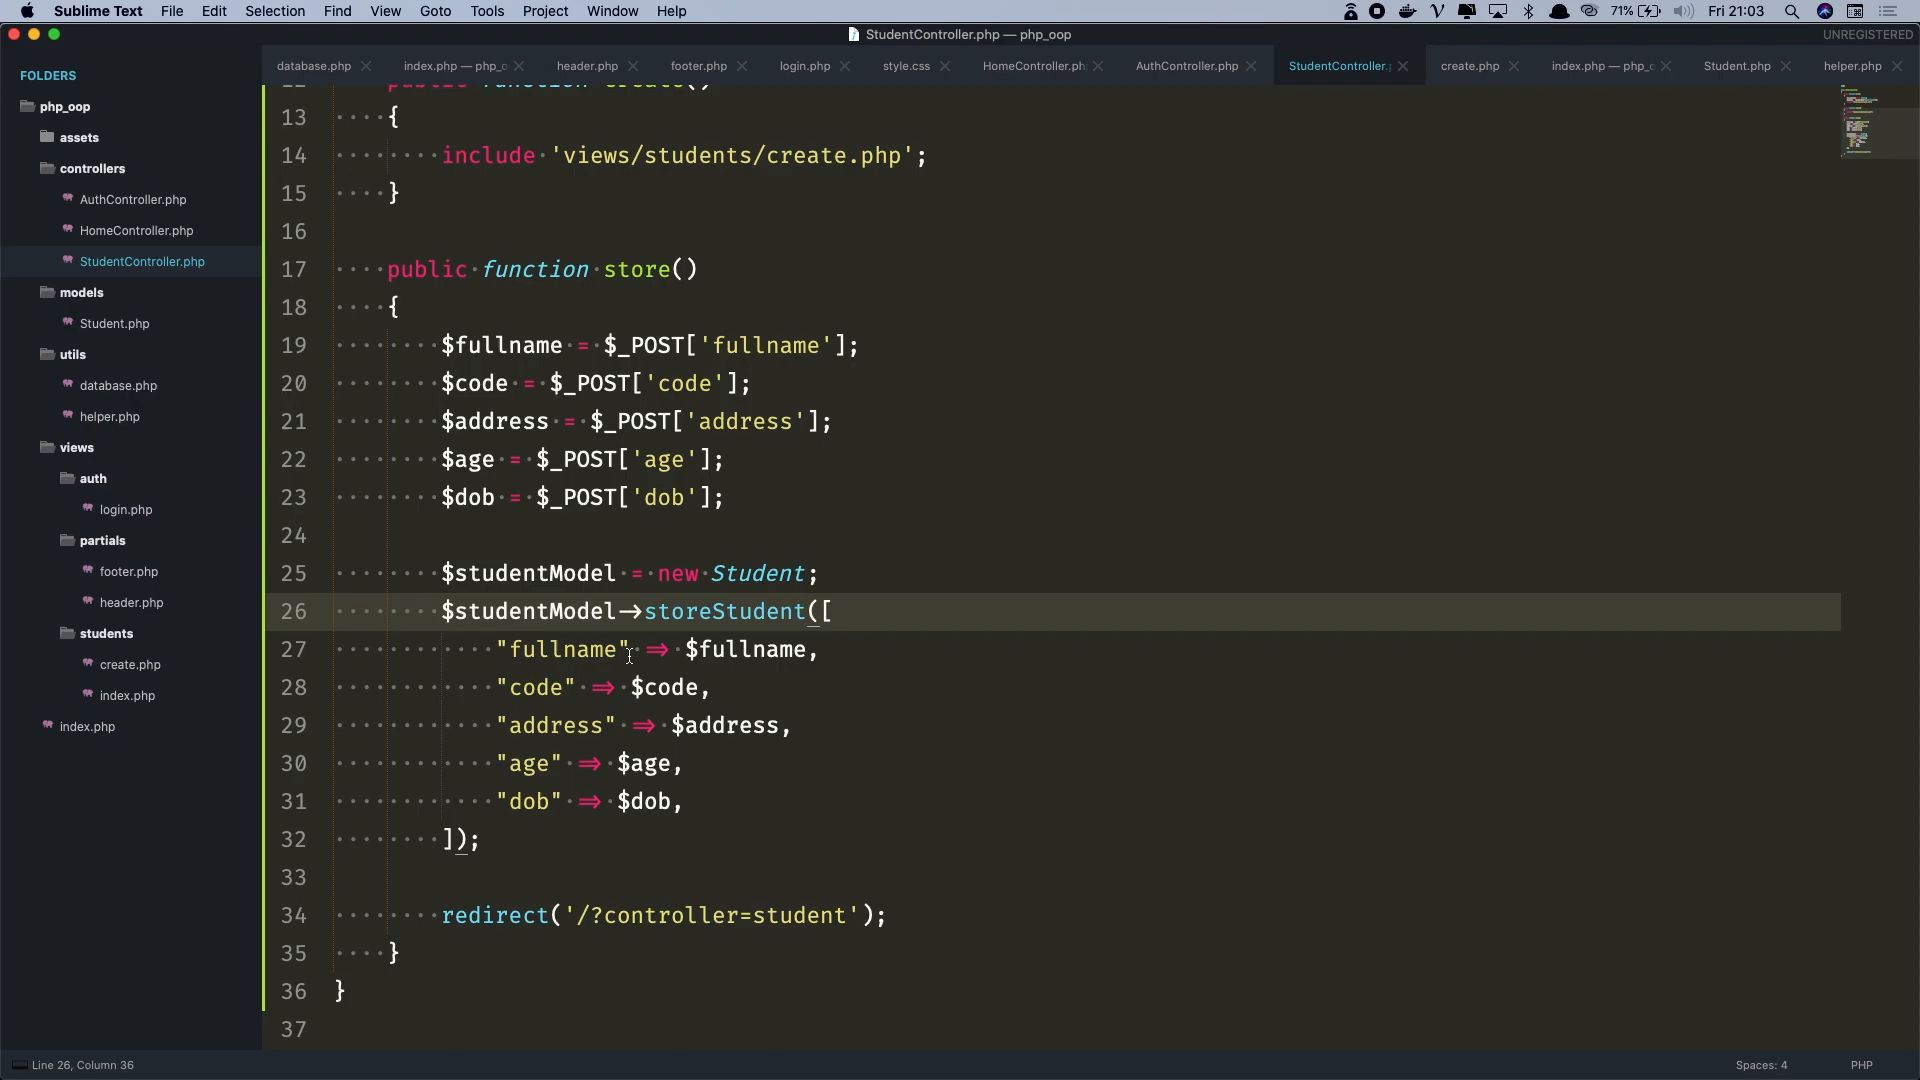 Sublime Text File Edit Selection Find View Goto Tools Project Window Help 71% Fri 21:03
StudentController.php — php_oop UNREGISTERED
FOLDERS
php_oop
assets
controllers
AuthController.php
HomeController.php
StudentController.php
models
Student.php
utils
database.php
helper.php
views
auth
login.php
partials
footer.php
header.php
students
create.php
index.php
index.php
database.php index.php — php_o header.php footer.php login.php style.css HomeController.ph AuthController.php StudentController.p create.php index.php — php_o Student.php helper.php
12 public function create()
13 {
14 include 'views/students/create.php';
15 }
16
17 public function store()
18 {
19 $fullname = $_POST['fullname'];
20 $code = $_POST['code'];
21 $address = $_POST['address'];
22 $age = $_POST['age'];
23 $dob = $_POST['dob'];
24
25 $studentModel = new Student;
26 $studentModel->storeStudent([
27 "fullname" => $fullname,
28 "code" => $code,
29 "address" => $address,
30 "age" => $age,
31 "dob" => $dob,
32 ]);
33
34 redirect('/?controller=student');
35 }
36 }
37
Line 26, Column 36 Spaces: 4 PHP